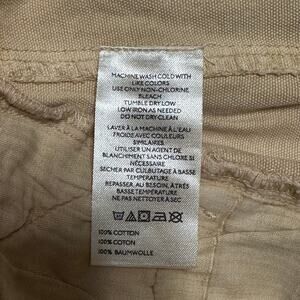 MACHINE WASH COLD WITH
LIKE COLORS
USE ONLY NON-CHLORINE
BLEACH
TUMBLE DRY LOW
LOW IRON AS NEEDED
DO NOT DRY CLEAN
LAVER À LA MACHINE À L'EAU
FROIDE AVEC COULEURS
SIMILAIRES
UTILISER UN AGENT DE
BLANCHIMENT SANS CHLORE SI
NÉCESSAIRE
SECHER PAR CULBUTAGE À BASSE
TEMPÉRATURE
REPASSER, AU BESOIN, À TRÈS
BASSE TEMPÉRATURE
NE PAS NETTOYER À SEC
100% COTTON
100% COTON
100% BAUMWOLLE